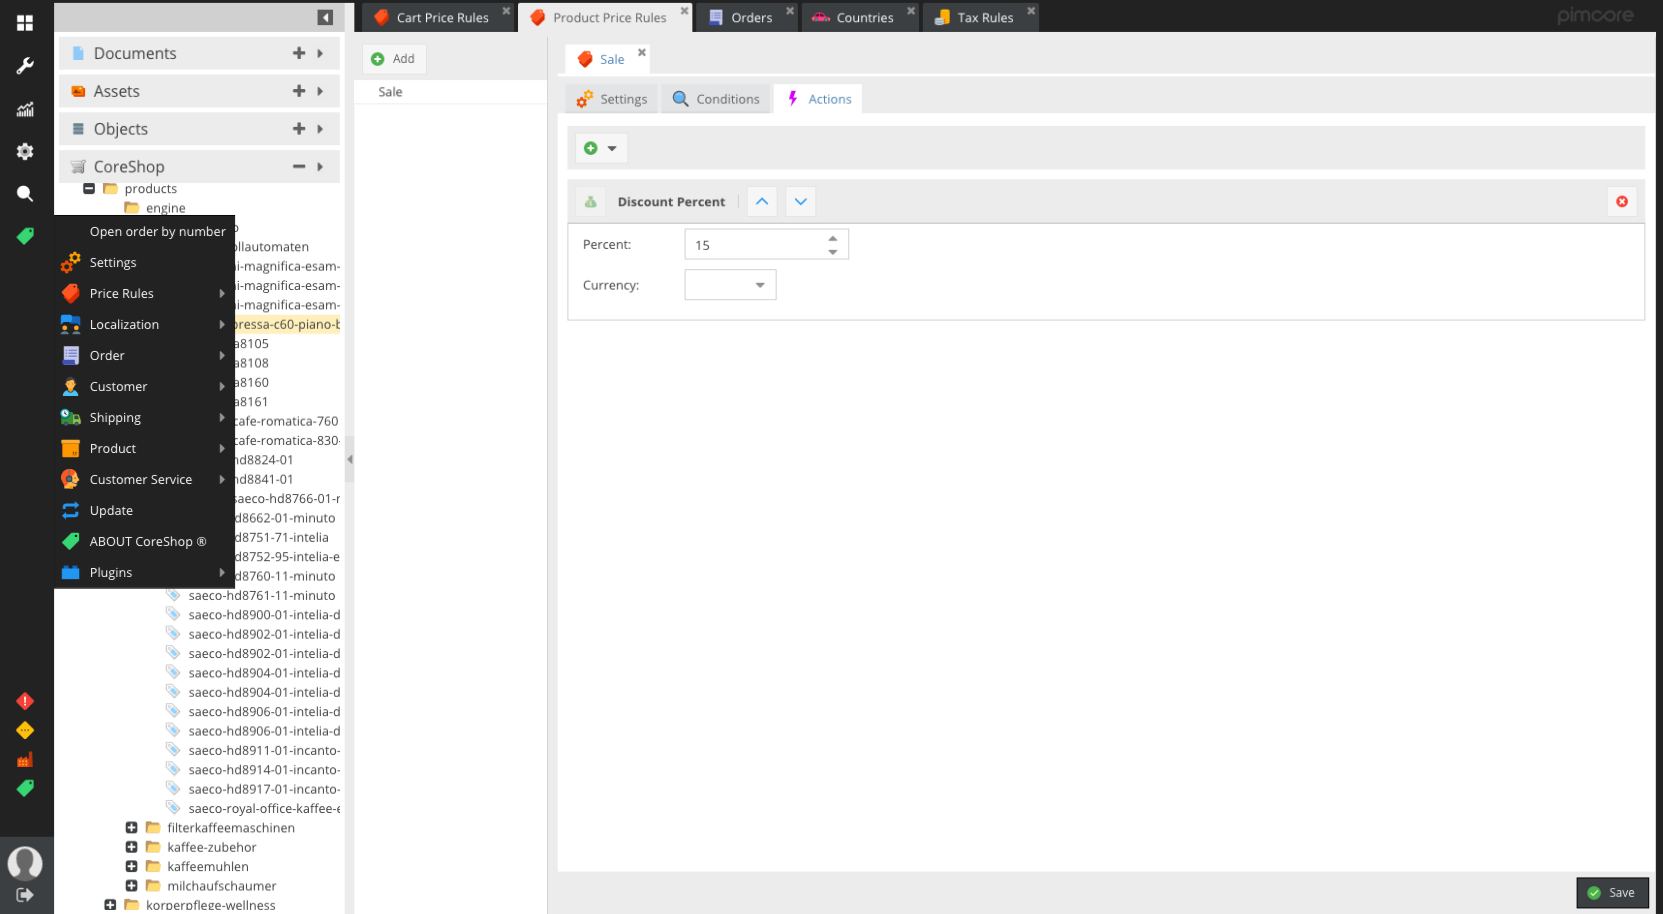 Cart Price Rules
Product Price Rules
Orders
Countries
Tax Rules
pimcore
Documents
Assets
Objects
CoreShop
products
engine
Open order by number
Settings
Price Rules
Localization
Order
Customer
Shipping
Product
Customer Service
Update
ABOUT CoreShop ®
Plugins
o
ollautomaten
ni-magnifica-esam-
ni-magnifica-esam-
ni-magnifica-esam-
pressa-c60-piano-b
a8105
a8108
a8160
a8161
cafe-romatica-760
cafe-romatica-830-
hd8824-01
hd8841-01
saeco-hd8766-01-r
d8662-01-minuto
d8751-71-intelia
d8752-95-intelia-e
d8760-11-minuto
saeco-hd8761-11-minuto
saeco-hd8900-01-intelia-d
saeco-hd8902-01-intelia-d
saeco-hd8902-01-intelia-d
saeco-hd8904-01-intelia-d
saeco-hd8904-01-intelia-d
saeco-hd8906-01-intelia-d
saeco-hd8906-01-intelia-d
saeco-hd8911-01-incanto-
saeco-hd8914-01-incanto-
saeco-hd8917-01-incanto-
saeco-royal-office-kaffee-e
filterkaffeemaschinen
kaffee-zubehor
kaffeemuhlen
milchaufschaumer
korperpflege-wellness
Add
Sale
Sale
Settings
Conditions
Actions
Discount Percent
Percent: 15
Currency:
Save